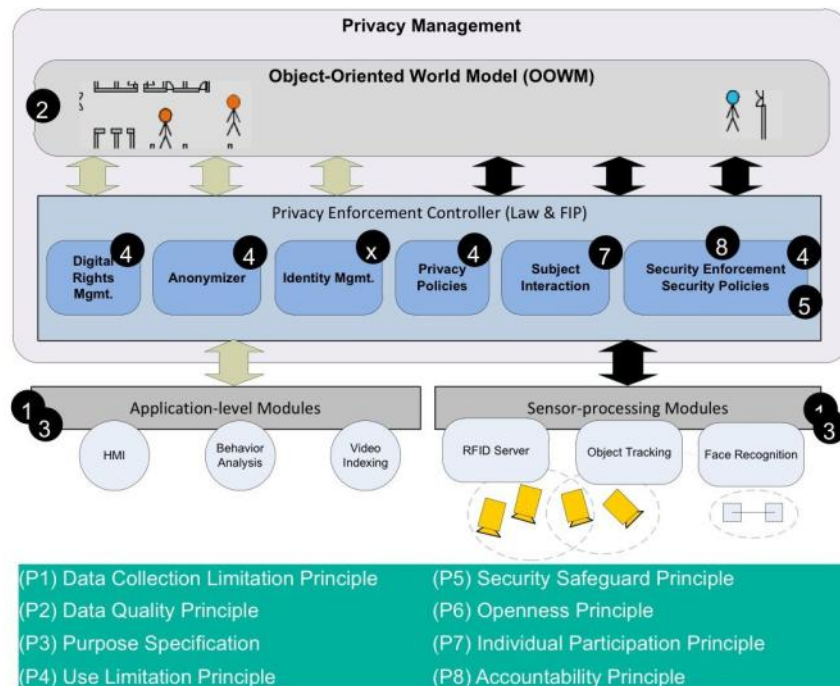 Privacy Management
Object-Oriented World Model (OOWM)
2
Privacy Enforcement Controller (Law & FIP)
Digital
Rights
Mgmt.
4
Anonymizer
4
Identity Mgmt.
x
Privacy
Policies
4
Subject
Interaction
7
8
Security Enforcement
Security Policies
4
5
1
3
Application-level Modules
HMI
Behavior
Analysis
Video
Indexing
Sensor-processing Modules
1
3
RFID Server
Object Tracking
Face Recognition
(P1) Data Collection Limitation Principle
(P2) Data Quality Principle
(P3) Purpose Specification
(P4) Use Limitation Principle
(P5) Security Safeguard Principle
(P6) Openness Principle
(P7) Individual Participation Principle
(P8) Accountability Principle